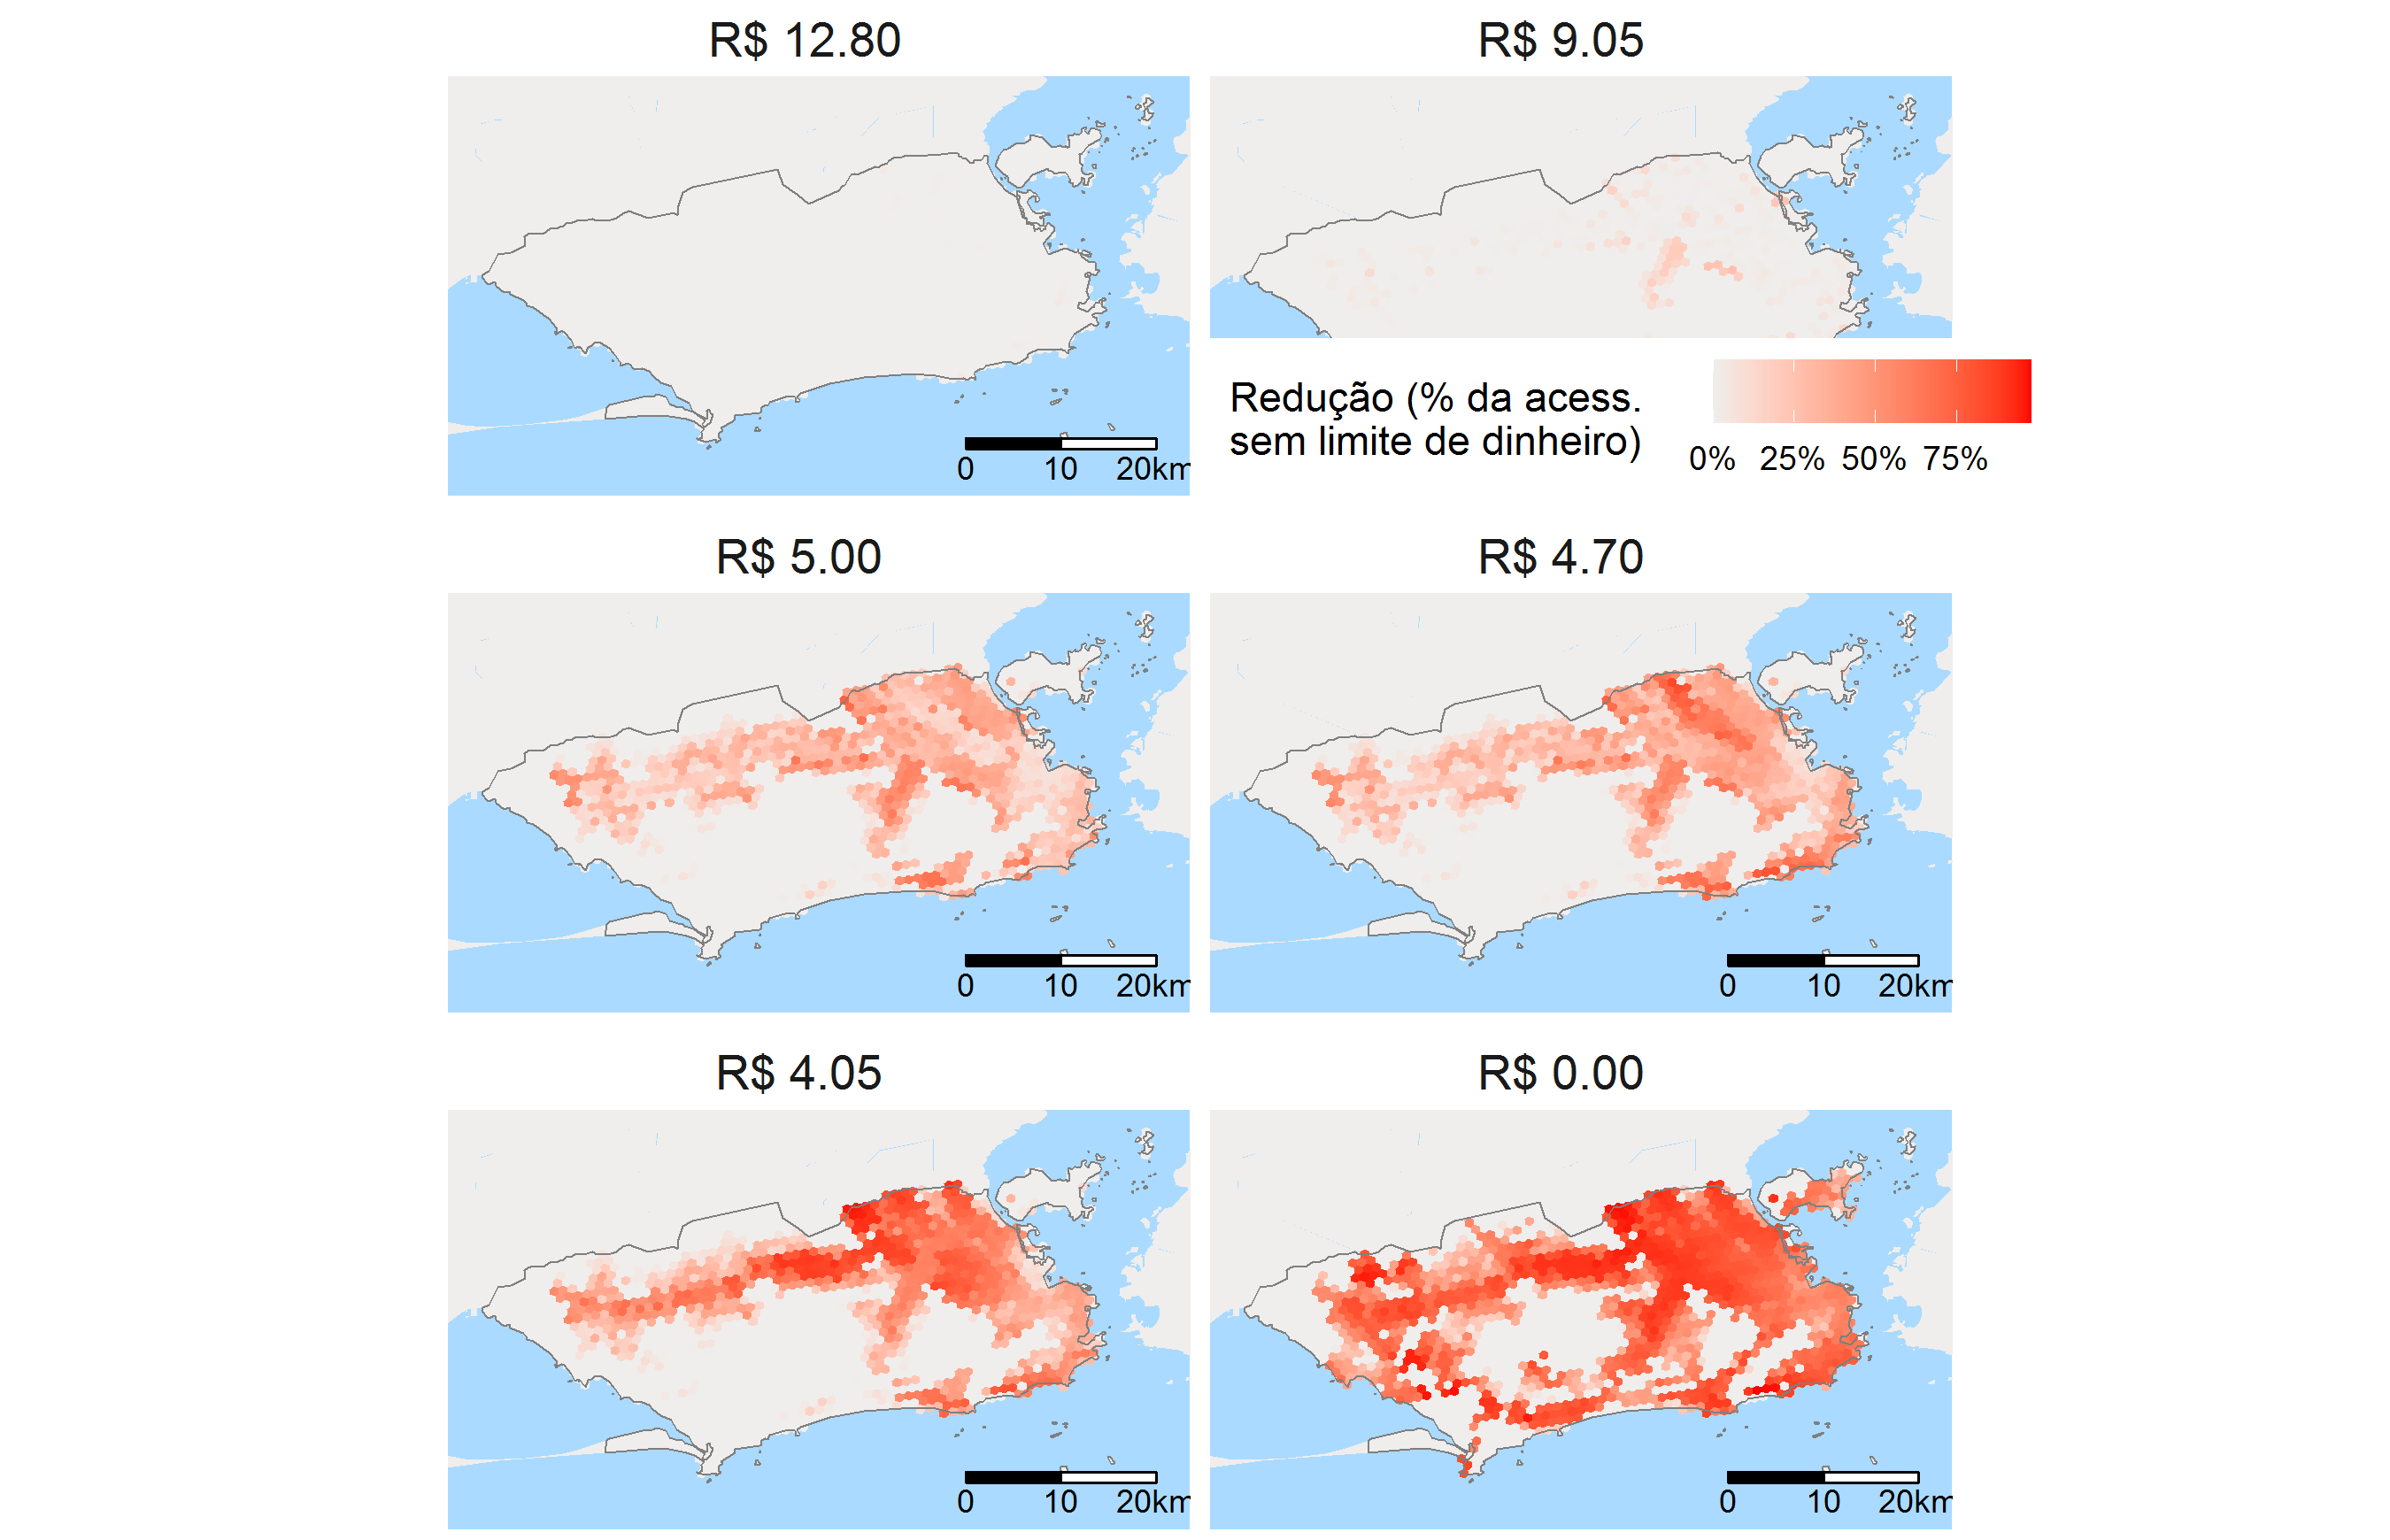 R$ 12.80
R$ 9.05
0 10 20km
Redução (% da acess.
sem limite de dinheiro)
0% 25% 50% 75%
R$ 5.00
R$ 4.70
0 10 20km
0 10 20km
R$ 4.05
R$ 0.00
0 10 20km
0 10 20km